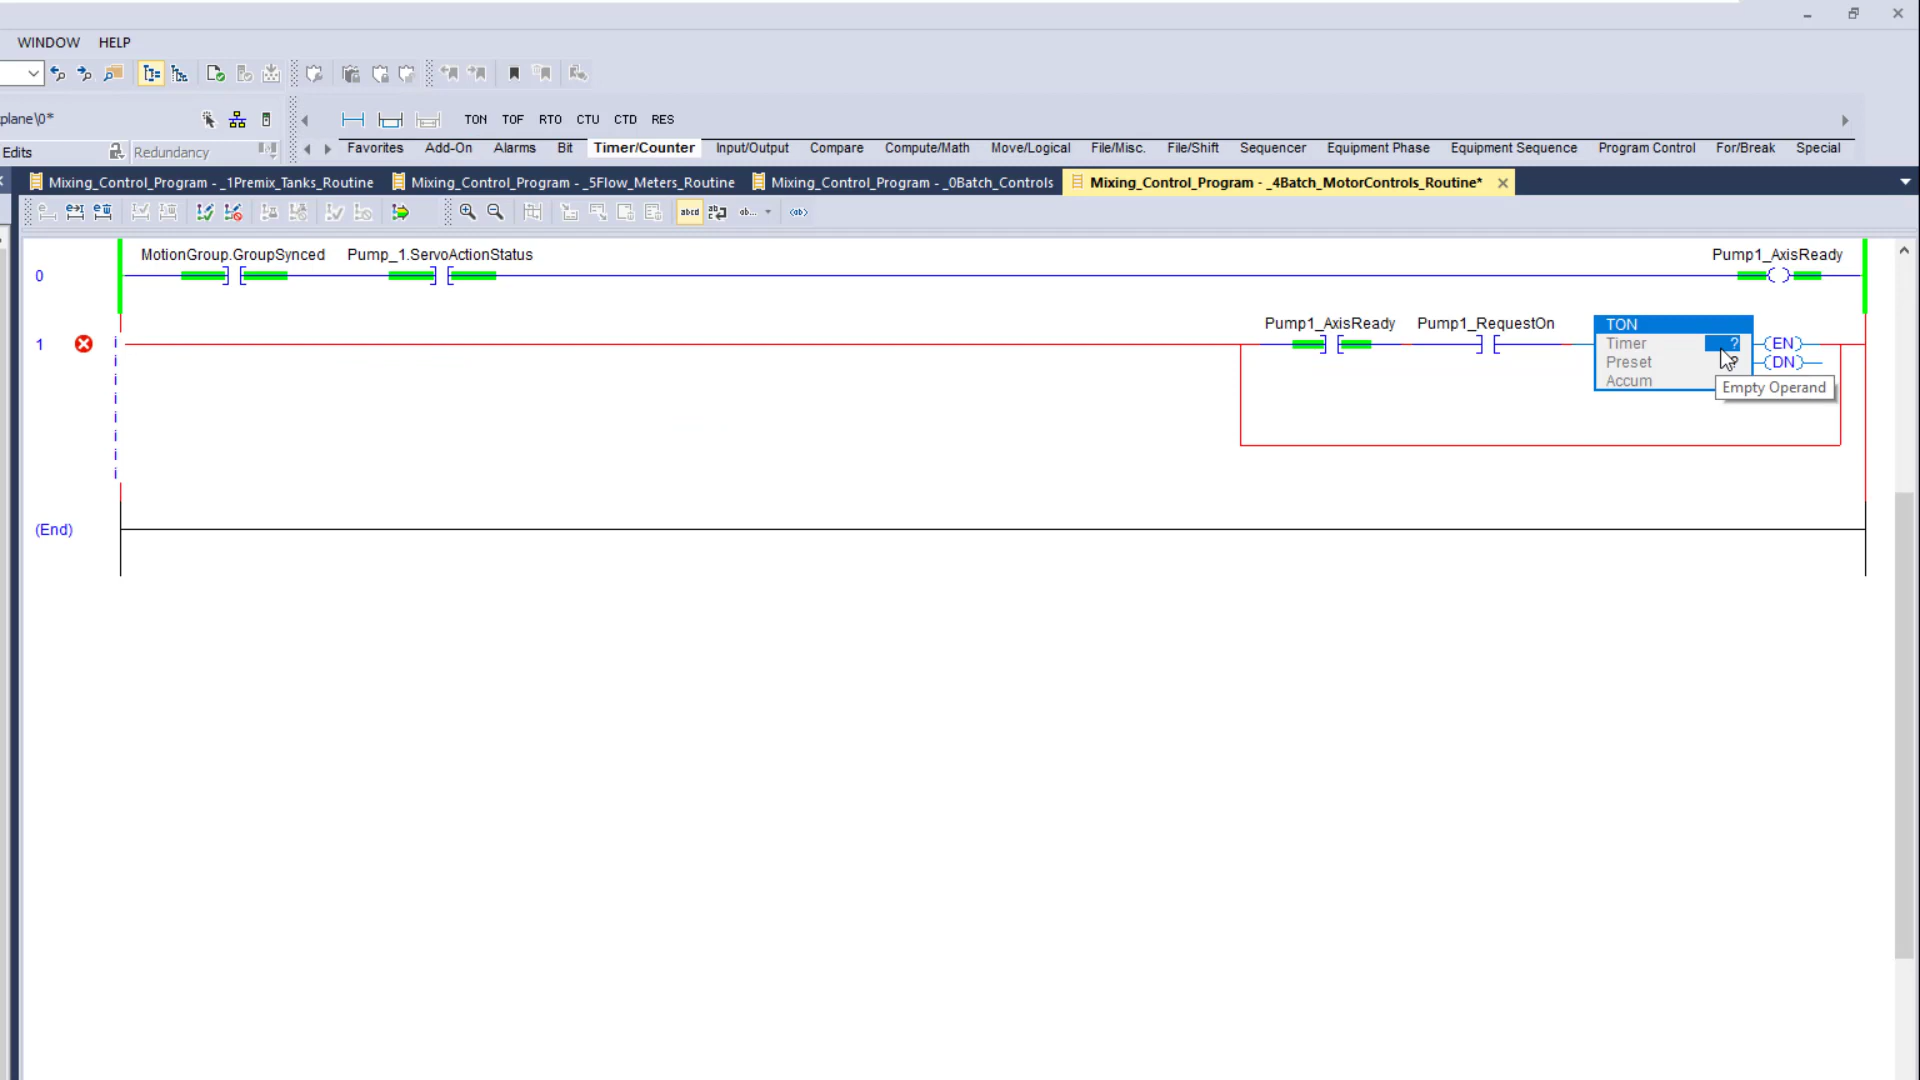 WINDOW HELP
plane\0*
TON TOF RTO CTU CTD RES
Edits Redundancy Favorites Add-On Alarms Bit Timer/Counter Input/Output Compare Compute/Math Move/Logical File/Misc. File/Shift Sequencer Equipment Phase Equipment Sequence Program Control For/Break Special
Mixing_Control_Program - _1Premix_Tanks_Routine Mixing_Control_Program - _5Flow_Meters_Routine Mixing_Control_Program - _0Batch_Controls Mixing_Control_Program - _4Batch_MotorControls_Routine*
abcd ab... <ab>
MotionGroup.GroupSynced Pump_1.ServoActionStatus Pump1_AxisReady
0
Pump1_AxisReady Pump1_RequestOn TON
1 i Timer ? EN
i Preset ? DN
i Accum
Empty Operand
i
i
i
i
i
(End)